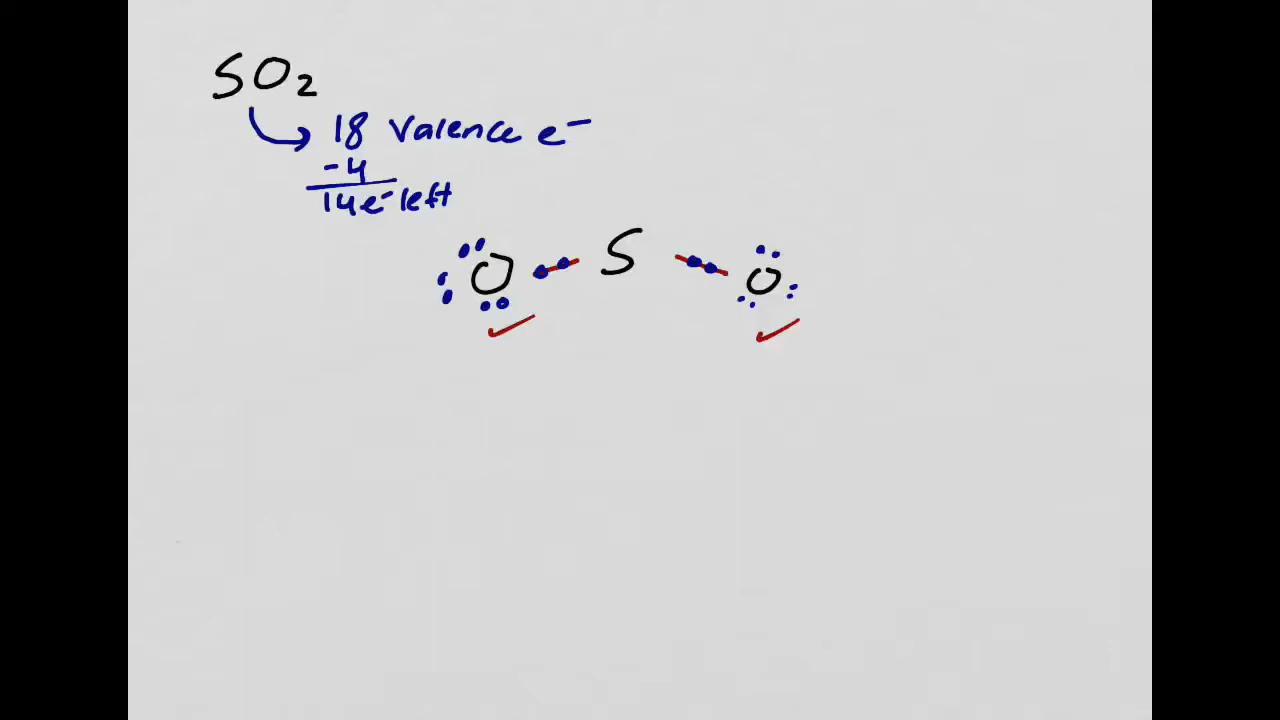 SO₂
18 valence e⁻
-4
14e⁻ left
O S O